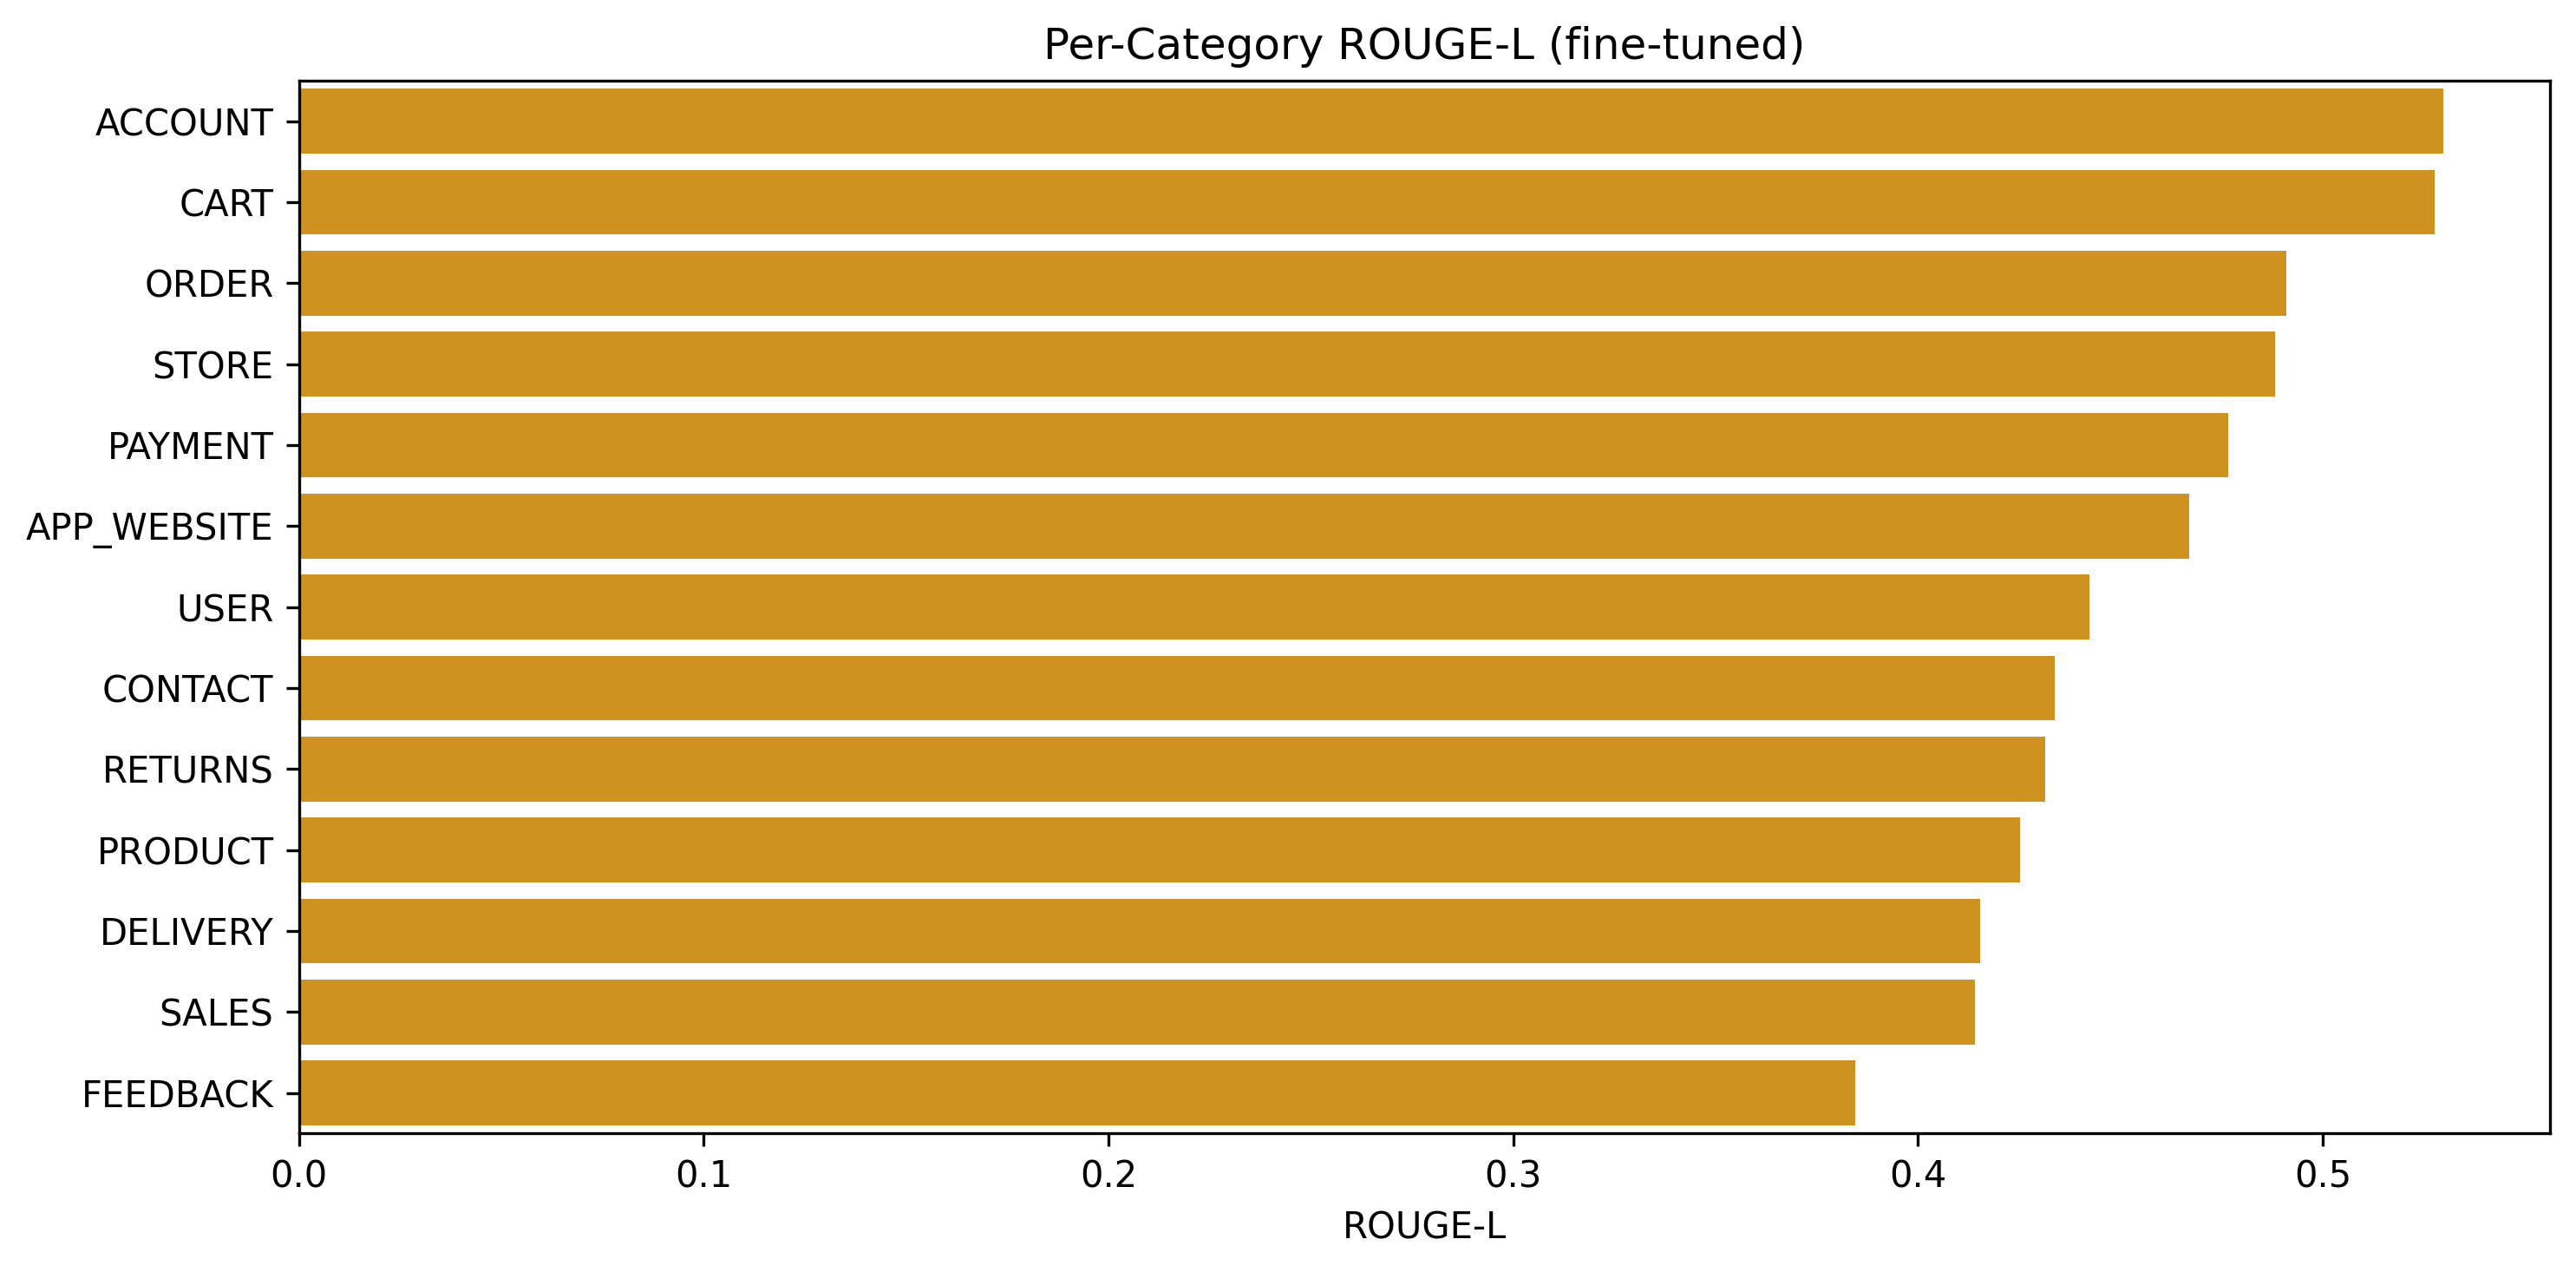 Per-Category ROUGE-L (fine-tuned)
ACCOUNT
CART
ORDER
STORE
PAYMENT
APP_WEBSITE
USER
CONTACT
RETURNS
PRODUCT
DELIVERY
SALES
FEEDBACK
0.0 0.1 0.2 0.3 0.4 0.5
ROUGE-L